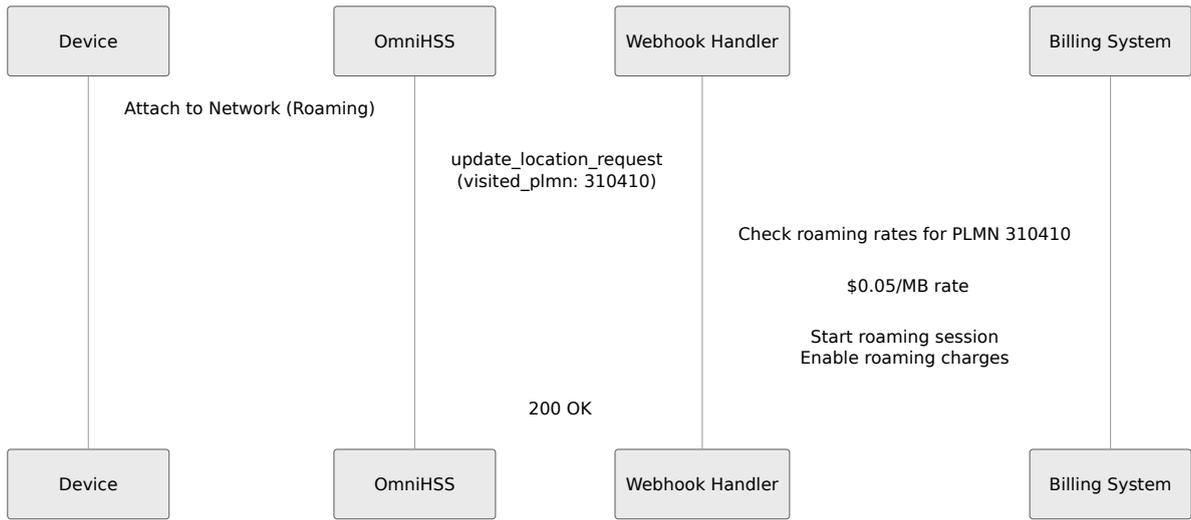 Device
OmniHSS
Webhook Handler
Billing System
Attach to Network (Roaming)
update_location_request
(visited_plmn: 310410)
Check roaming rates for PLMN 310410
$0.05/MB rate
Start roaming session
Enable roaming charges
200 OK
Device
OmniHSS
Webhook Handler
Billing System